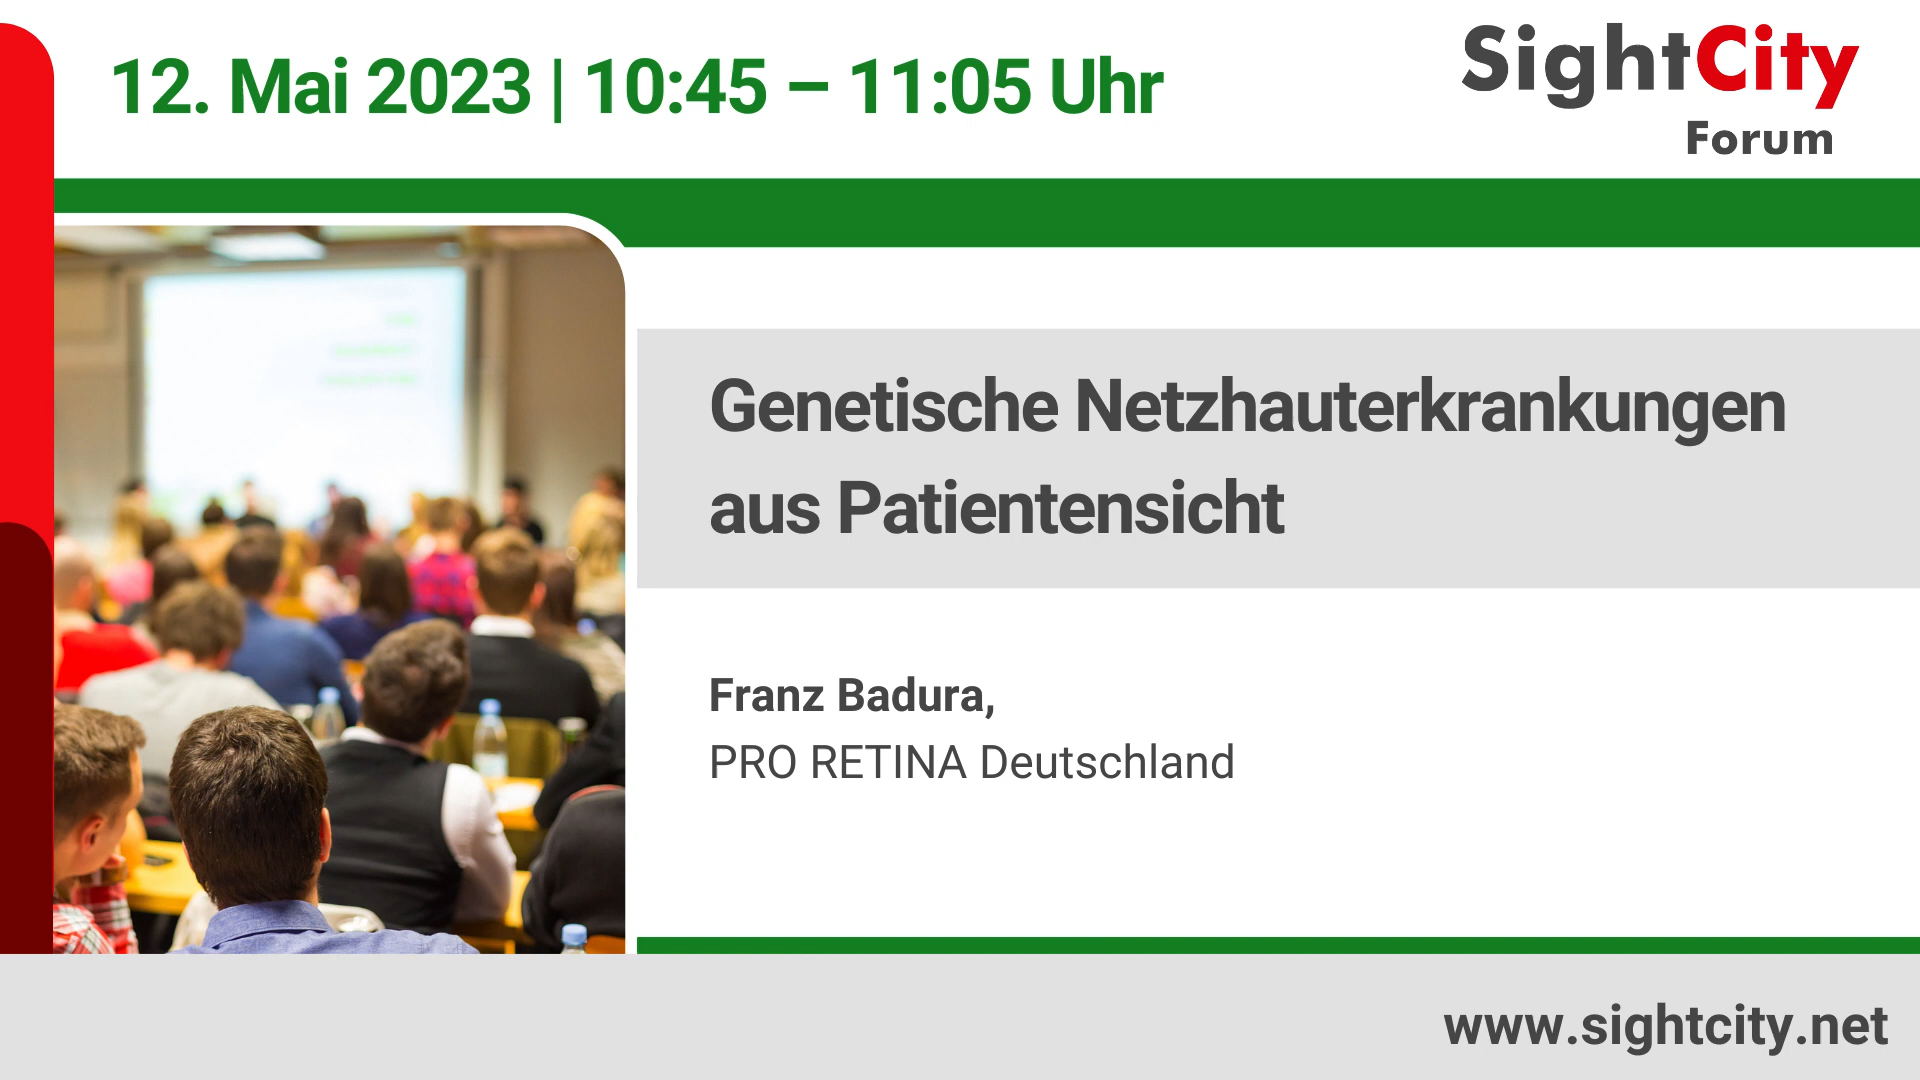 12. Mai 2023 | 10:45 – 11:05 Uhr
SightCity
Forum
Genetische Netzhauterkrankungen
aus Patientensicht
Franz Badura,
PRO RETINA Deutschland
www.sightcity.net